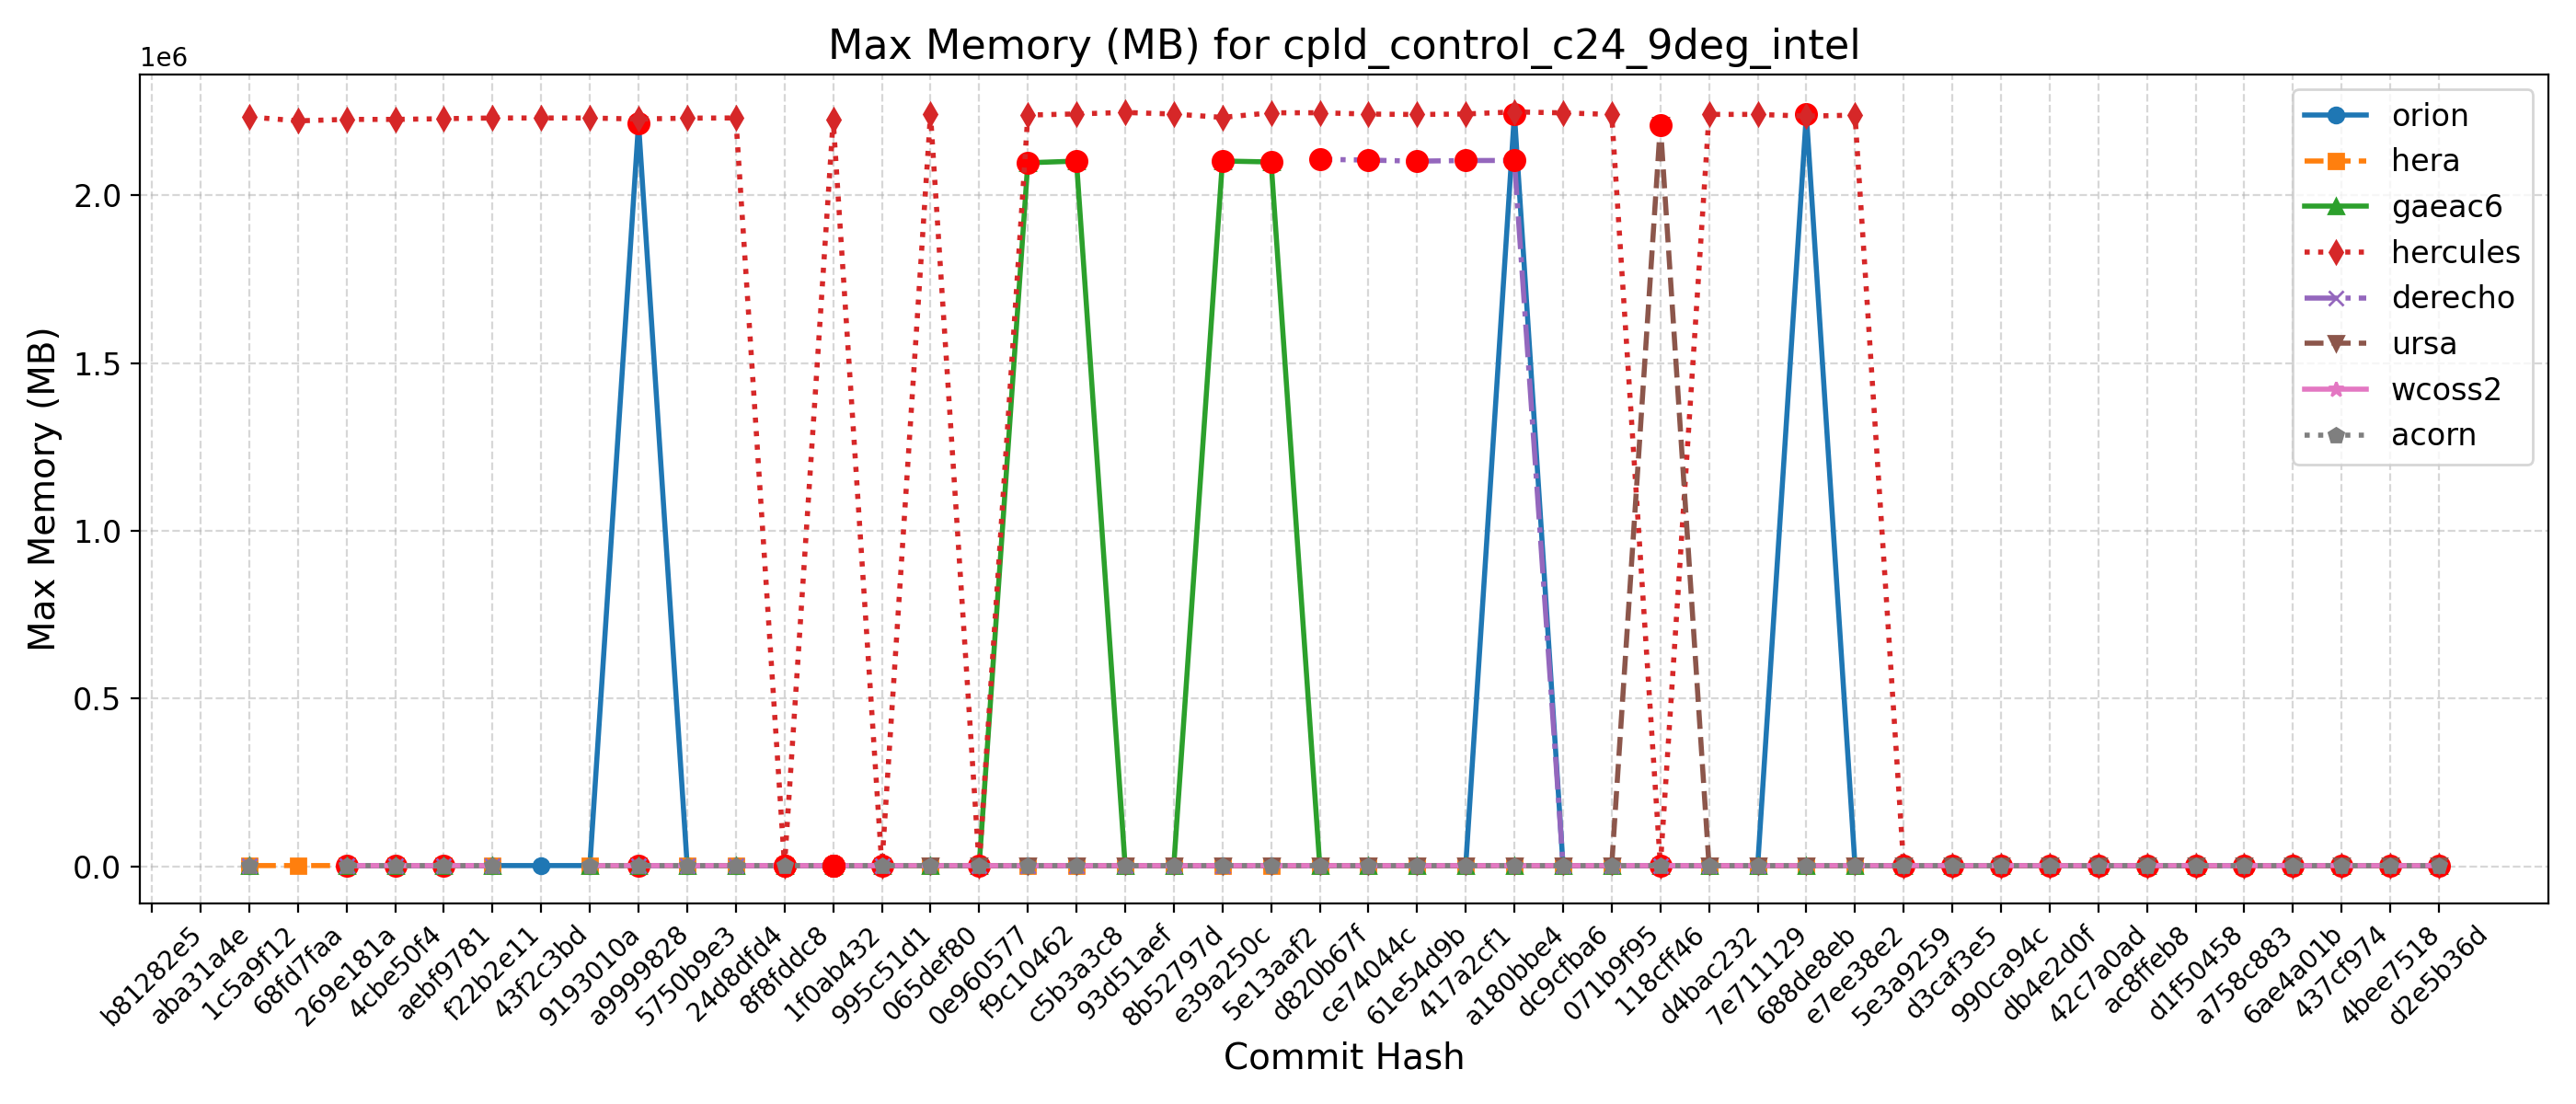 Max Memory (MB) for cpld_control_c24_9deg_intel
1e6
2.0
1.5
1.0
0.5
0.0
Max Memory (MB)
orion
hera
gaeac6
hercules
derecho
ursa
wcoss2
acorn
b81282e5
aba31a4e
1c5a9f12
68fd7faa
269e181a
4cbe50f4
aebf9781
f22b2e11
43f2c3bd
9193010a
a9999828
5750b9e3
24d8dfd4
8f8fddc8
1f0ab432
995c51d1
065def80
0e960577
f9c10462
c5b3a3c8
93d51aef
8b52797d
e39a250c
5e13aaf2
d820b67f
ce74044c
61e54d9b
417a2cf1
a180bbe4
dc9cfba6
071b9f95
118cff46
d4bac232
7e711129
688de8eb
e7ee38e2
5e3a9259
d3caf3e5
990ca94c
db4e2d0f
42c7a0ad
ac8ffeb8
d1f50458
a758c883
6ae4a01b
437cf974
4bee7518
d2e5b36d
Commit Hash